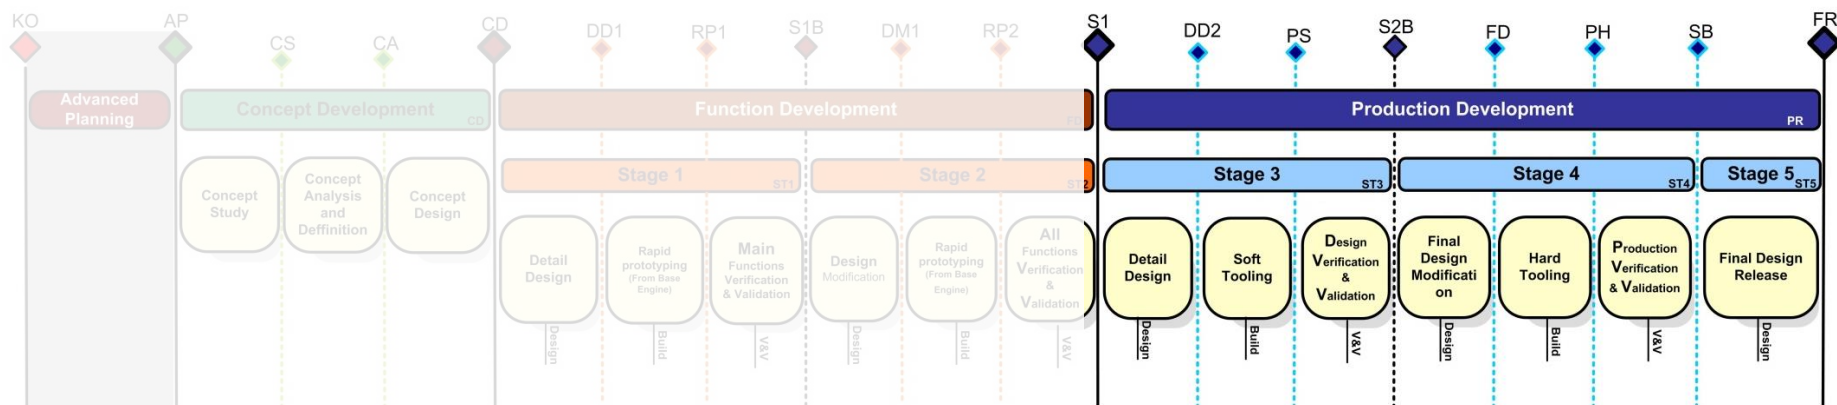 KO
AP
CS
CA
CD
DD1
RP1
S1B
DM1
RP2
S1
DD2
PS
S2B
FD
PH
SB
FR
Advanced
Planning
Concept Development
CD
Function Development
FD
Production Development
PR
Stage 1
ST1
Stage 2
ST2
Stage 3
ST3
Stage 4
ST4
Stage 5
ST5
Concept
Study
Concept
Analysis
and
Deffinition
Concept
Design
Detail
Design
Rapid
prototyping
(From Base
Engine)
Main
Functions
Verification
& Validation
Design
Modification
Rapid
prototyping
(From Base
Engine)
All
Functions
Verification
&
Validation
Detail
Design
Soft
Tooling
Design
Verification
&
Validation
Final
Design
Modificati
on
Hard
Tooling
Production
Verification
& Validation
Final Design
Release
Design
Build
V&V
Design
Build
V&V
Design
Build
V&V
Design
Build
V&V
Design